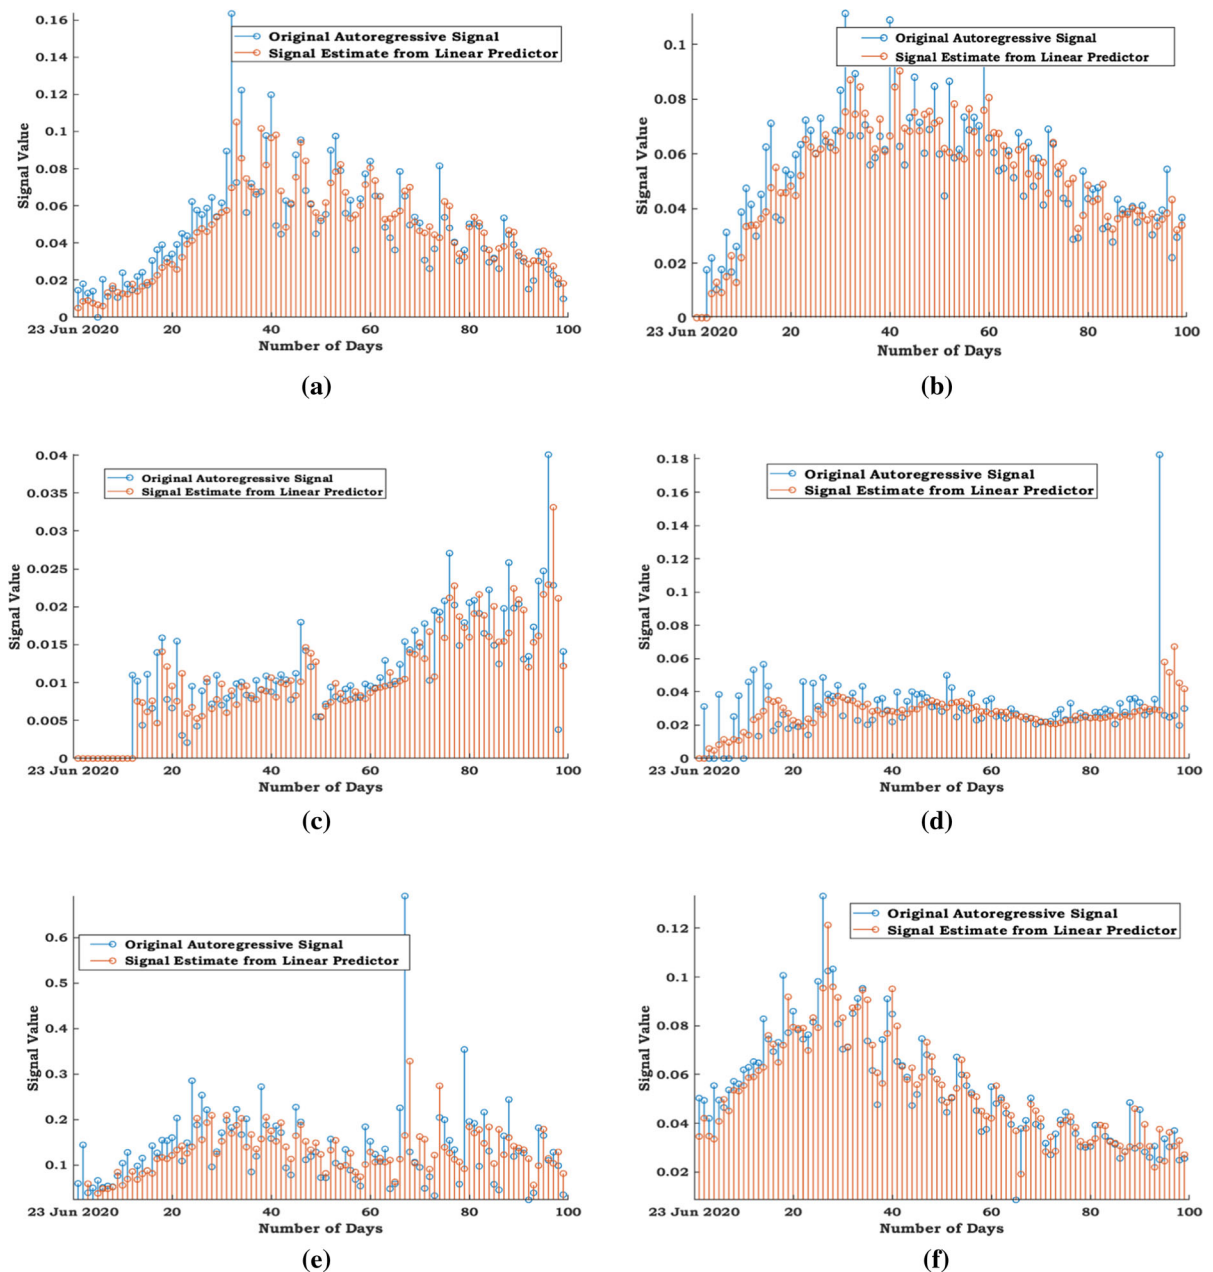 0.16
0.14
0.12
0.1
0.08
0.06
0.04
0.02
0
Signal Value
Original Autoregressive Signal
Signal Estimate from Linear Predictor
23 Jun 2020 20 40 60 80 100
Number of Days
(a)
0.1
0.08
0.06
0.04
0.02
0
Signal Value
Original Autoregressive Signal
Signal Estimate from Linear Predictor
23 Jun 2020 20 40 60 80 100
Number of Days
(b)
0.04
0.035
0.03
0.025
0.02
0.015
0.01
0.005
0
Signal Value
Original Autoregressive Signal
Signal Estimate from Linear Predictor
23 Jun 2020 20 40 60 80 100
Number of Days
(c)
0.18
0.16
0.14
0.12
0.1
0.08
0.06
0.04
0.02
0
Signal Value
Original Autoregressive Signal
Signal Estimate from Linear Predictor
23 Jun 2020 20 40 60 80 100
Number of Days
(d)
0.6
0.5
0.4
0.3
0.2
0.1
Signal Value
Original Autoregressive Signal
Signal Estimate from Linear Predictor
23 Jun 2020 20 40 60 80 100
Number of Days
(e)
0.12
0.1
0.08
0.06
0.04
0.02
Signal Value
Original Autoregressive Signal
Signal Estimate from Linear Predictor
23 Jun 2020 20 40 60 80 100
Number of Days
(f)